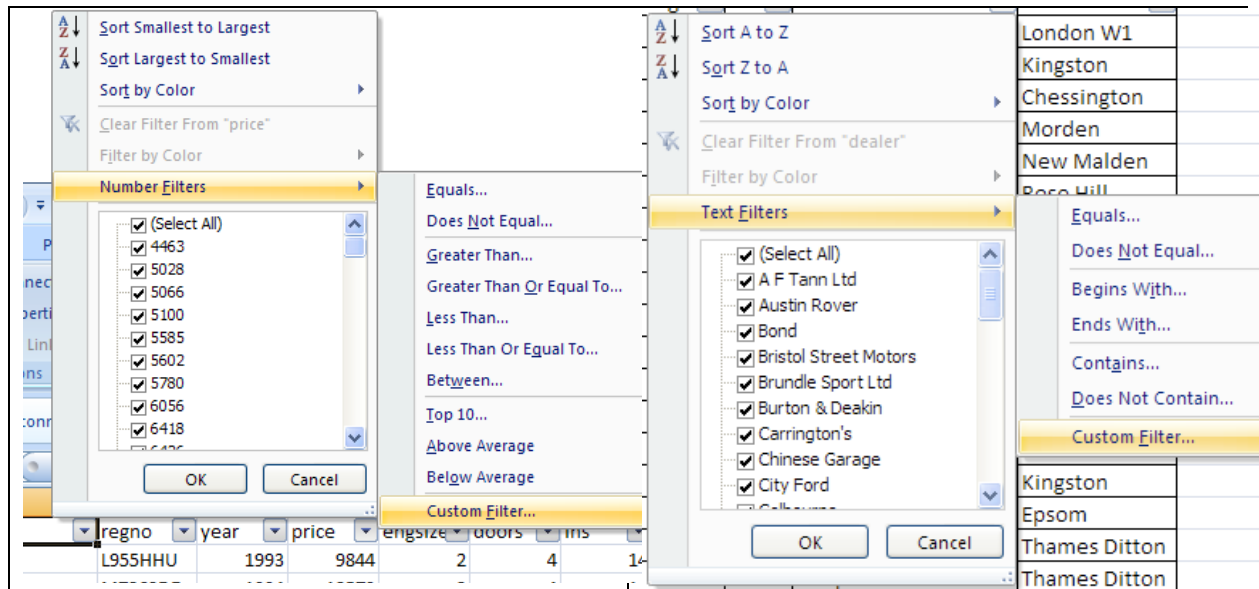 Sort Smallest to Largest
Sort Largest to Smallest
Sort by Color
Clear Filter From "price"
Filter by Color
Number Filters
(Select All)
4463
5028
5066
5100
5585
5602
5780
6056
6418
OK Cancel
Equals...
Does Not Equal...
Greater Than...
Greater Than Or Equal To...
Less Than...
Less Than Or Equal To...
Between...
Top 10...
Above Average
Below Average
Custom Filter...
regno year price engsize doors ins
L955HHU 1993 9844 2 4 14
Sort A to Z
Sort Z to A
Sort by Color
Clear Filter From "dealer"
Filter by Color
Text Filters
(Select All)
A F Tann Ltd
Austin Rover
Bond
Bristol Street Motors
Brundle Sport Ltd
Burton & Deakin
Carrington's
Chinese Garage
City Ford
OK Cancel
Equals...
Does Not Equal...
Begins With...
Ends With...
Contains...
Does Not Contain...
Custom Filter...
London W1
Kingston
Chessington
Morden
New Malden
Rose Hill
Kingston
Epsom
Thames Ditton
Thames Ditton